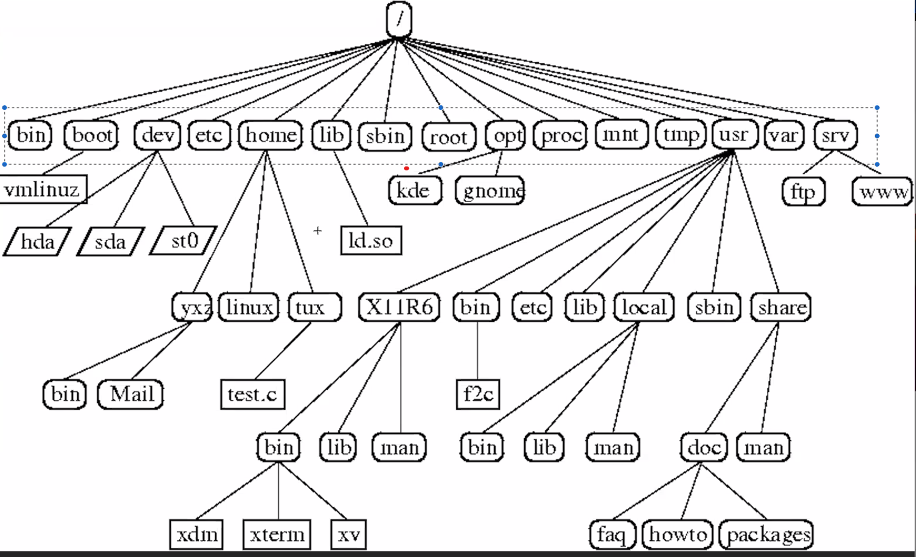 /
bin boot dev etc home lib sbin root opt proc mnt tmp usr var srv
vmlinuz kde gnome ftp www
hda sda st0 ld.so
yxz linux tux X11R6 bin etc lib local sbin share
bin Mail test.c f2c
bin lib man bin lib man doc man
xdm xterm xv faq howto packages